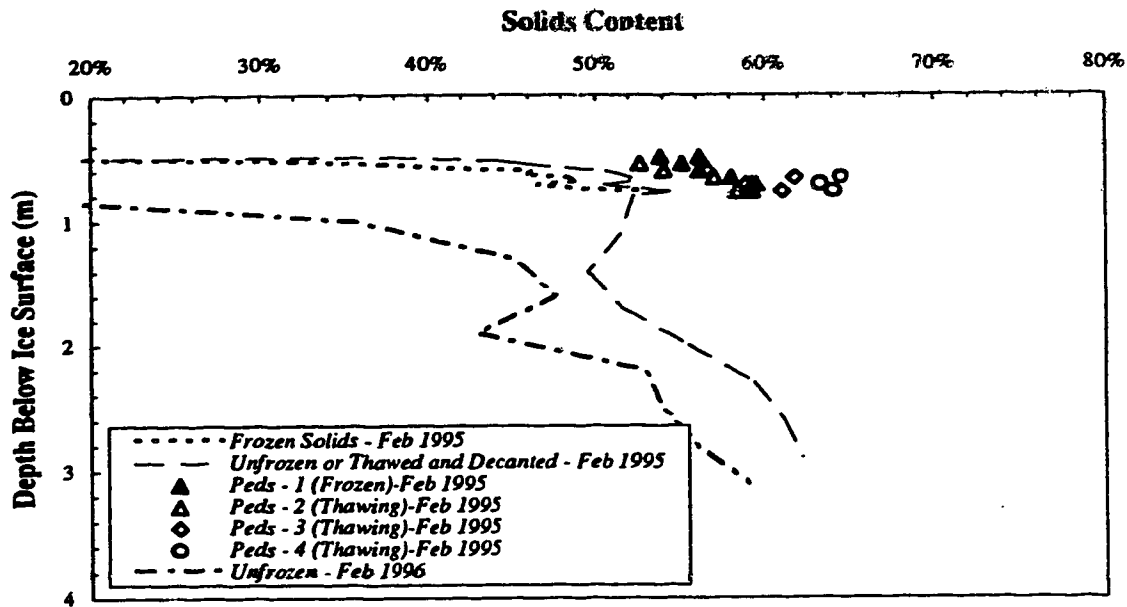 Solids Content
20% 30% 40% 50% 60% 70% 80%
Depth Below Ice Surface (m)
0
1
2
3
4
Frozen Solids - Feb 1995
Unfrozen or Thawed and Decanted - Feb 1995
Peds - 1 (Frozen)-Feb 1995
Peds - 2 (Thawing)-Feb 1995
Peds - 3 (Thawing)-Feb 1995
Peds - 4 (Thawing)-Feb 1995
Unfrozen - Feb 1996